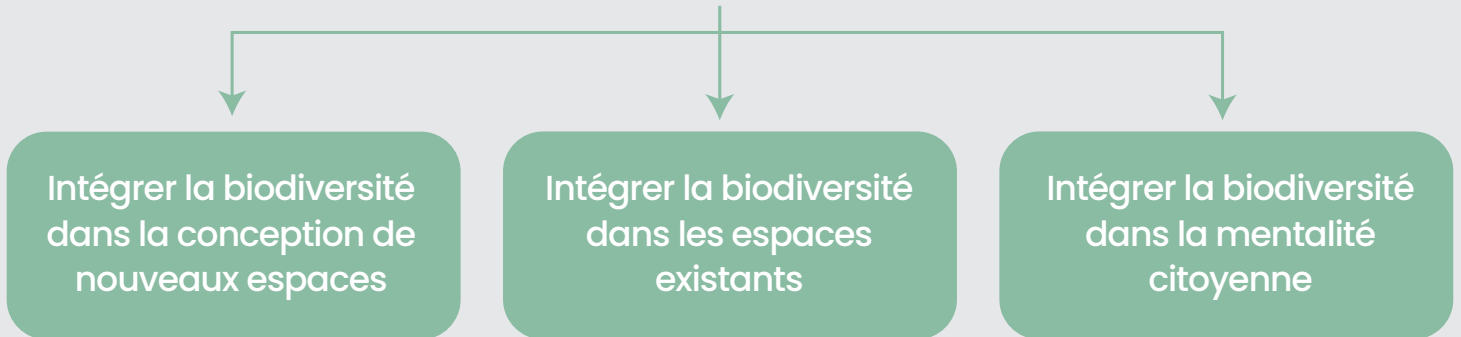 Intégrer la biodiversité
dans la conception de
nouveaux espaces
Intégrer la biodiversité
dans les espaces
existants
Intégrer la biodiversité
dans la mentalité
citoyenne